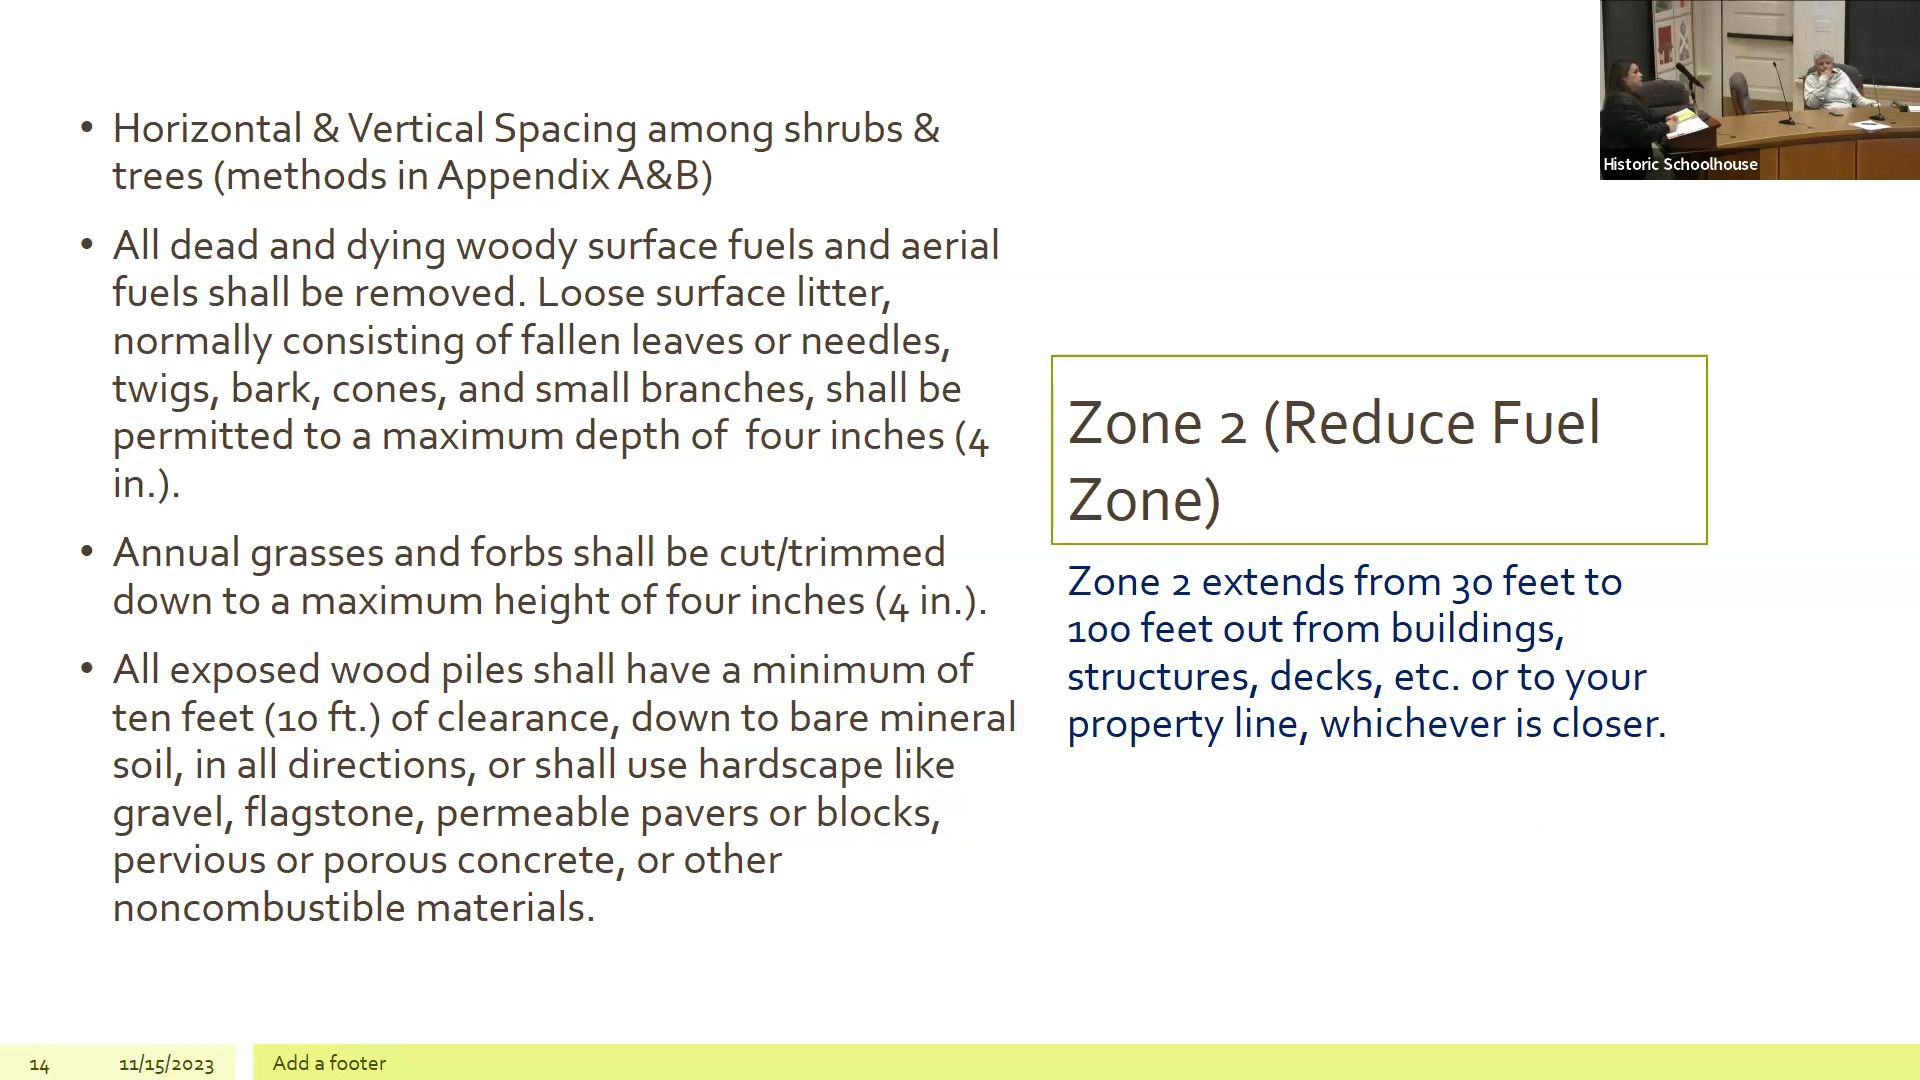 • Horizontal & Vertical Spacing among shrubs &
trees (methods in Appendix A&B)
• All dead and dying woody surface fuels and aerial
fuels shall be removed. Loose surface litter,
normally consisting of fallen leaves or needles,
twigs, bark, cones, and small branches, shall be
permitted to a maximum depth of  four inches (4
in.).
• Annual grasses and forbs shall be cut/trimmed
down to a maximum height of four inches (4 in.).
• All exposed wood piles shall have a minimum of
ten feet (10 ft.) of clearance, down to bare mineral
soil, in all directions, or shall use hardscape like
gravel, flagstone, permeable pavers or blocks,
pervious or porous concrete, or other
noncombustible materials.
Zone 2 (Reduce Fuel
Zone)
Zone 2 extends from 30 feet to
100 feet out from buildings,
structures, decks, etc. or to your
property line, whichever is closer.
Historic Schoolhouse
14 11/15/2023 Add a footer